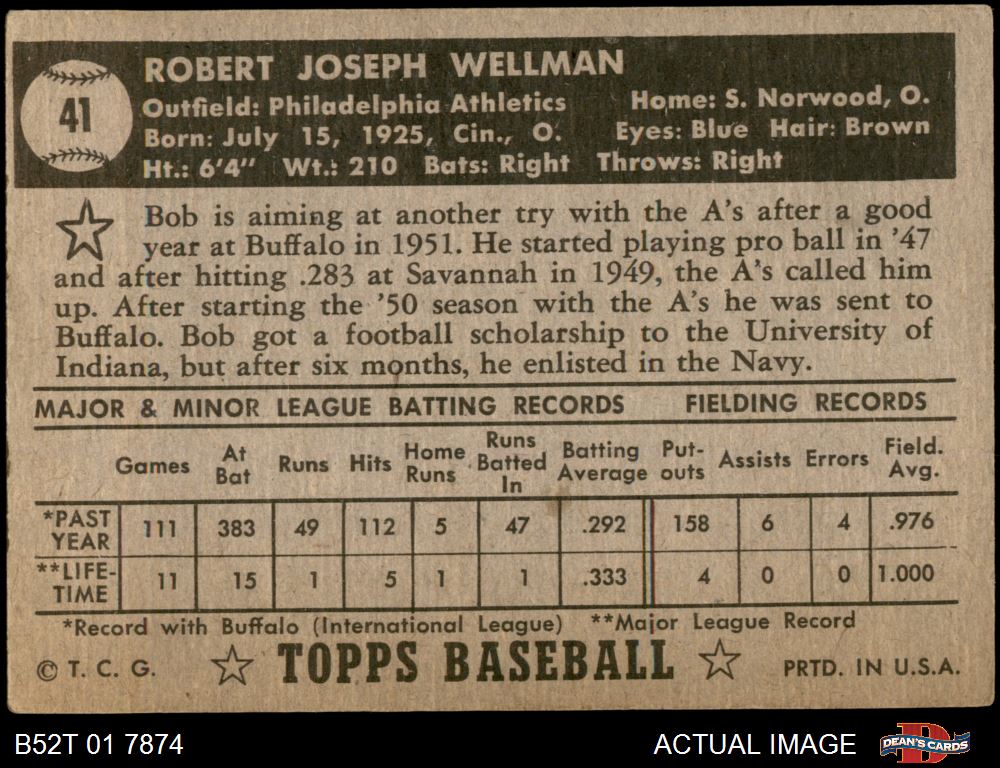 41
ROBERT JOSEPH WELLMAN
Outfield: Philadelphia Athletics Home: S. Norwood, O.
Born: July 15, 1925, Cin., O. Eyes: Blue Hair: Brown
Ht.: 6'4" Wt.: 210 Bats: Right Throws: Right
Bob is aiming at another try with the A's after a good
year at Buffalo in 1951. He started playing pro ball in '47
and after hitting .283 at Savannah in 1949, the A's called him
up. After starting the '50 season with the A's he was sent to
Buffalo. Bob got a football scholarship to the University of
Indiana, but after six months, he enlisted in the Navy.
MAJOR & MINOR LEAGUE BATTING RECORDS FIELDING RECORDS
Games At Bat Runs Hits Home Runs Runs Batted In Batting Average Put-outs Assists Errors Field. Avg.
*PAST YEAR 111 383 49 112 5 47 .292 158 6 4 .976
**LIFE-TIME 11 15 1 5 1 1 .333 4 0 0 1.000
*Record with Buffalo (International League) **Major League Record
© T. C. G. TOPPS BASEBALL PRTD. IN U.S.A.
B52T 01 7874 ACTUAL IMAGE DEAN'S CARDS